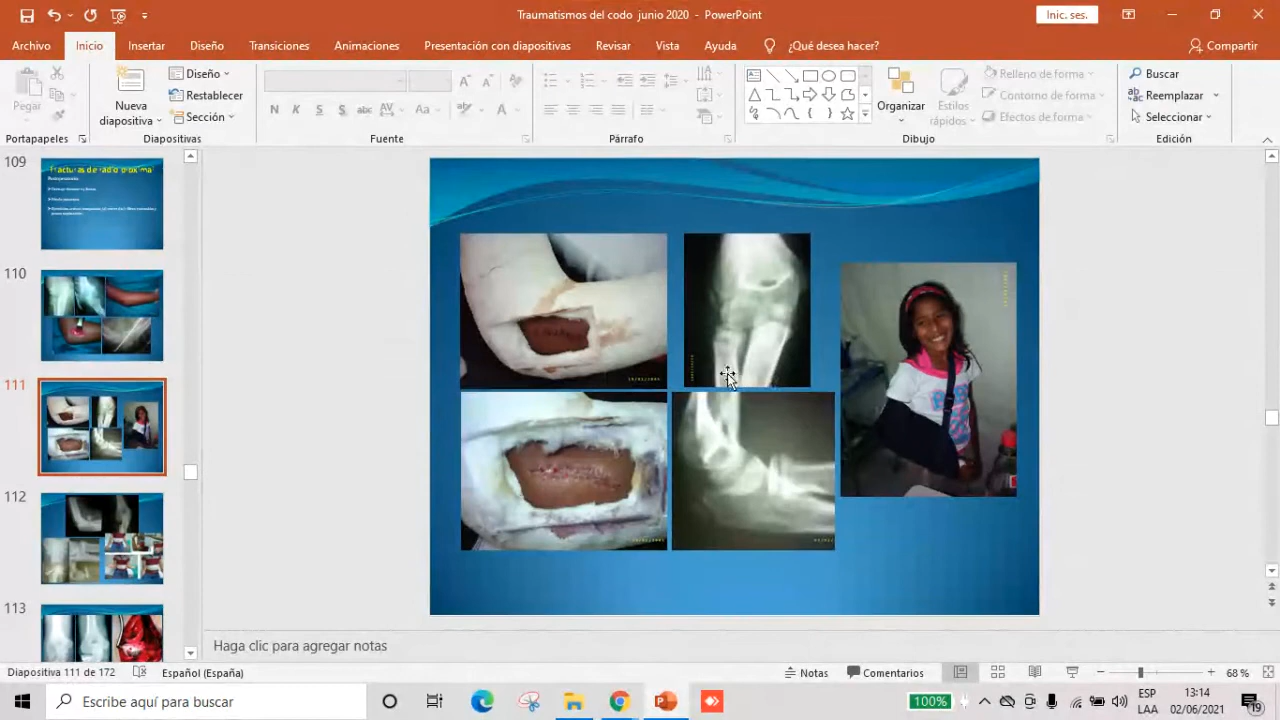 Traumatismos del codo junio 2020 - PowerPoint
Inic. ses.
Archivo Inicio Insertar Diseño Transiciones Animaciones Presentación con diapositivas Revisar Vista Ayuda ¿Qué desea hacer? Compartir
Pegar
Nueva diapositiva
Diseño
Restablecer
Sección
N K S S abc AV Aa A
Organizar
Estilos rápidos
Relleno de forma
Contorno de forma
Efectos de forma
Buscar
Reemplazar
Seleccionar
Portapapeles Diapositivas Fuente Párrafo Dibujo Edición
109
110
111
112
113
Haga clic para agregar notas
Diapositiva 111 de 172 Español (España) Notas Comentarios 68 %
Escribe aquí para buscar
100%
ESP
LAA
13:14
02/06/2021
19